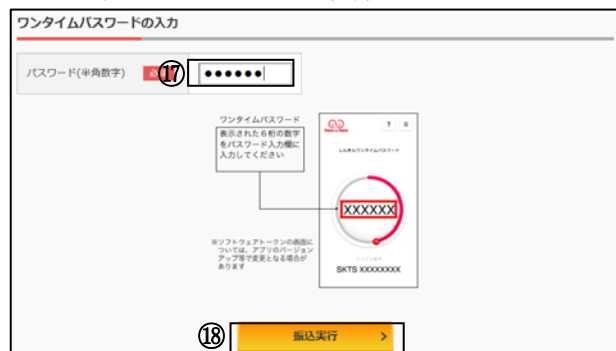 ワンタイムパスワードの入力
パスワード(半角数字)
⑰
●●●●●●
ワンタイムパスワード
表示された6桁の数字
をパスワード入力欄に
入力してください
? ≡
しんきんワンタイムパスワード
XXXXXX
※ソフトウェアトークンの画面に
ついては、アプリのバージョン
アップ等で変更となる場合が
あります
SKTS XXXXXXXX
⑱
振込実行 >